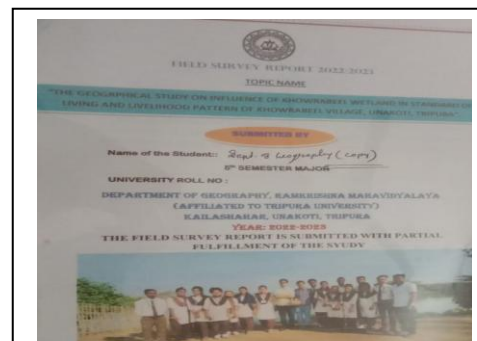 FIELD SURVEY REPORT 2022-2023
TOPIC NAME
"THE GEOGRAPHICAL STUDY ON INFLUENCE OF KHOWRABEEL WETLAND IN STANDARD OF
LIVING AND LIVELIHOOD PATTERN OF KHOWRABEEL VILLAGE, UNAKOTI, TRIPURA"
SUBMITTED BY
Name of the Student:: Dept. of Geography (copy)
5TH SEMESTER MAJOR
UNIVERSITY ROLL NO :
DEPARTMENT OF GEOGRAPHY, RAMKRISHNA MAHAVIDYALAYA
(AFFILIATED TO TRIPURA UNIVERSITY)
KAILASHAHAR, UNAKOTI, TRIPURA
YEAR: 2022-2023
THE FIELD SURVEY REPORT IS SUBMITTED WITH PARTIAL
FULFILLMENT OF THE SYUDY